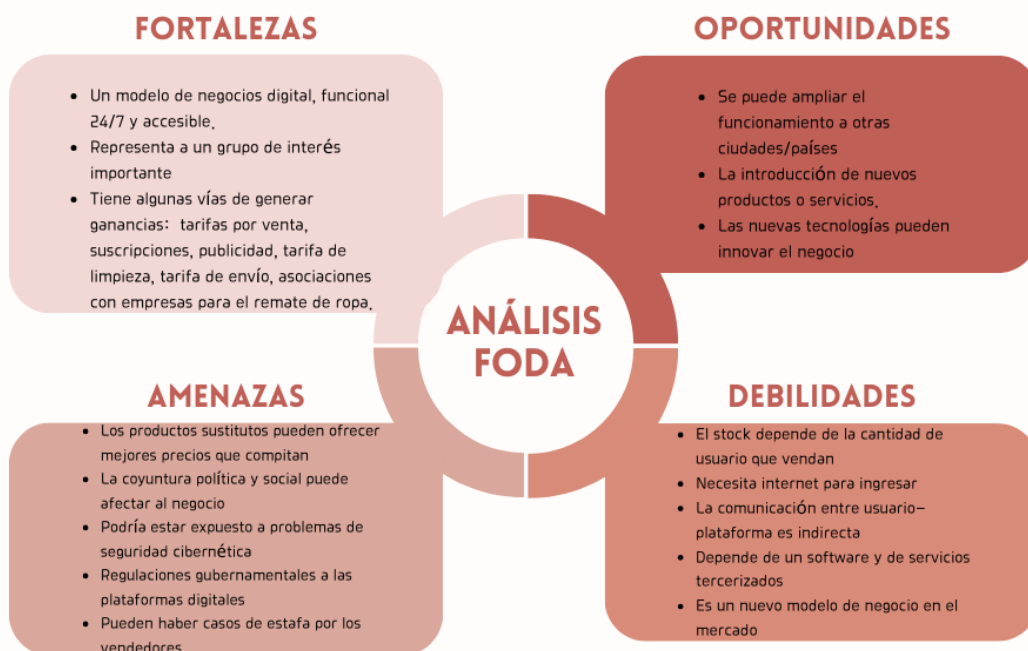 FORTALEZAS
• Un modelo de negocios digital, funcional
24/7 y accesible.
• Representa a un grupo de interés
importante
• Tiene algunas vías de generar
ganancias: tarifas por venta,
suscripciones, publicidad, tarifa de
limpieza, tarifa de envío, asociaciones
con empresas para el remate de ropa.
OPORTUNIDADES
• Se puede ampliar el
funcionamiento a otras
ciudades/países
• La introducción de nuevos
productos o servicios.
• Las nuevas tecnologías pueden
innovar el negocio
ANÁLISIS
FODA
AMENAZAS
• Los productos sustitutos pueden ofrecer
mejores precios que compitan
• La coyuntura política y social puede
afectar al negocio
• Podría estar expuesto a problemas de
seguridad cibernética
• Regulaciones gubernamentales a las
plataformas digitales
• Pueden haber casos de estafa por los
vendedores
DEBILIDADES
• El stock depende de la cantidad de
usuario que vendan
• Necesita internet para ingresar
• La comunicación entre usuario-
plataforma es indirecta
• Depende de un software y de servicios
tercerizados
• Es un nuevo modelo de negocio en el
mercado